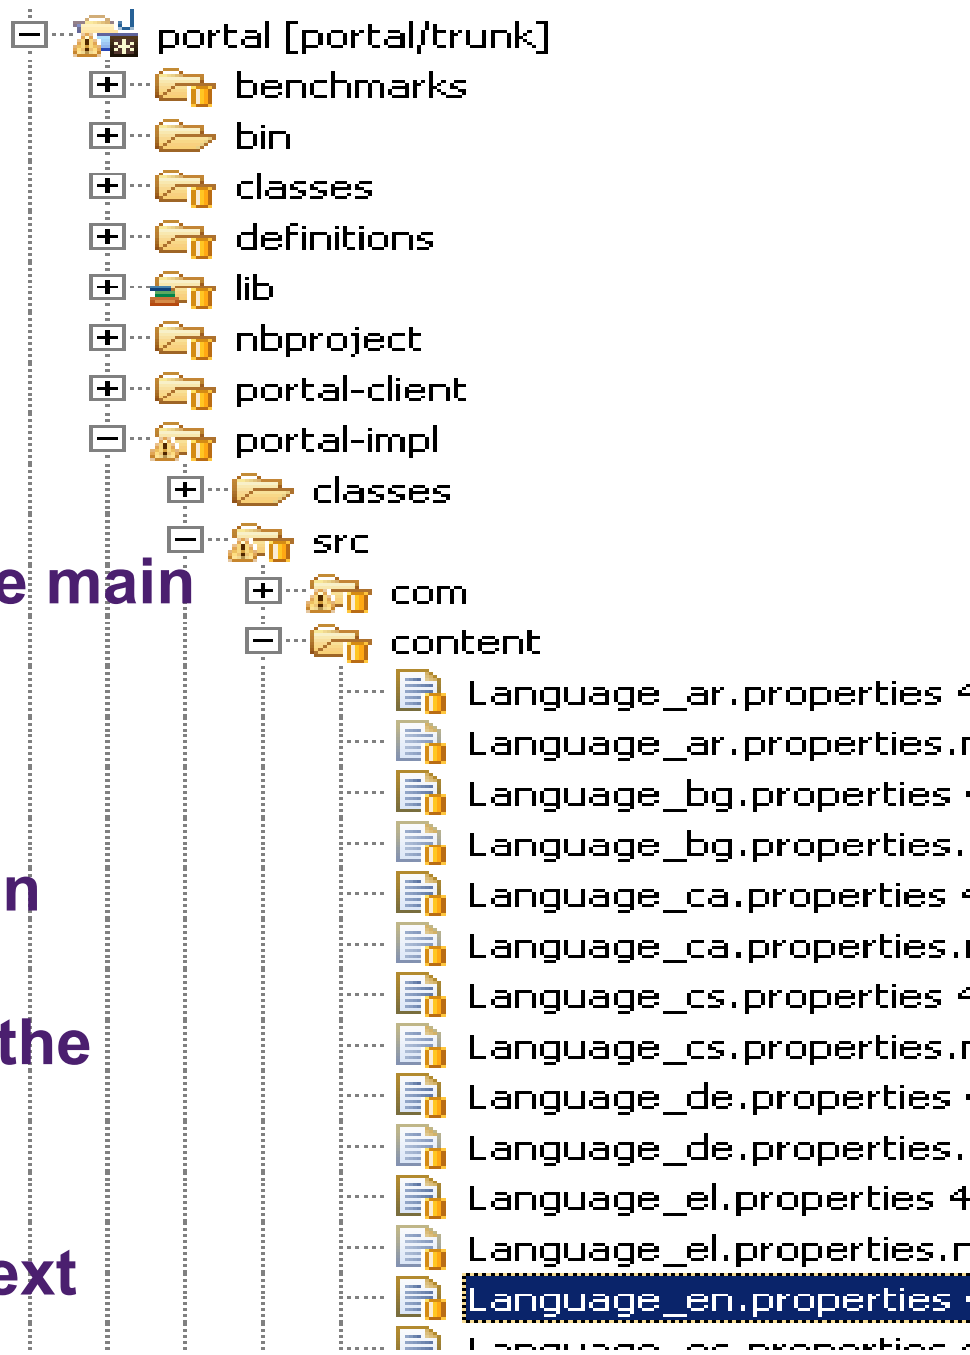 portal [portal/trunk]
benchmarks
bin
classes
definitions
lib
nbproject
portal-client
portal-impl
classes
src
main
com
content
Language_ar.properties
Language_ar.properties.
Language_bg.properties
Language_bg.properties.
Language_ca.properties
Language_ca.properties.
Language_cs.properties
the
Language_cs.properties.
Language_de.properties
Language_de.properties.
Language_el.properties 4
Language_el.properties.
Language_en.properties